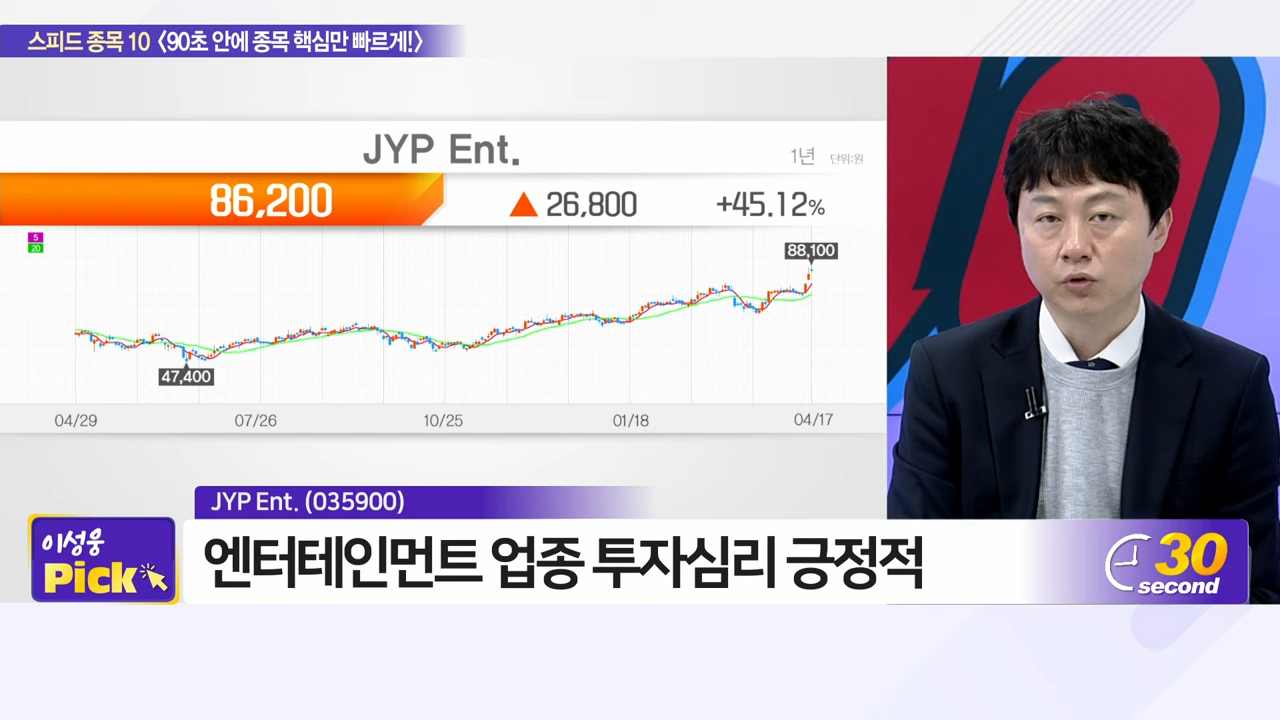 스피드 종목 10 <90초 안에 종목 핵심만 빠르게!>
JYP Ent.
1년 단위:원
86,200 ▲ 26,800 +45.12%
5
20
88,100
47,400
04/29 07/26 10/25 01/18 04/17
JYP Ent. (035900)
이성웅
Pick
엔터테인먼트 업종 투자심리 긍정적
30
second